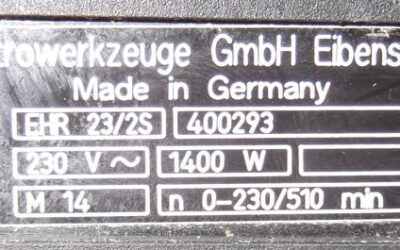 trowerkzeuge GmbH Eibens
Made in Germany
EHR 23/2S 400293
230 V ~ 1400 W
M 14 n 0-230/510 min